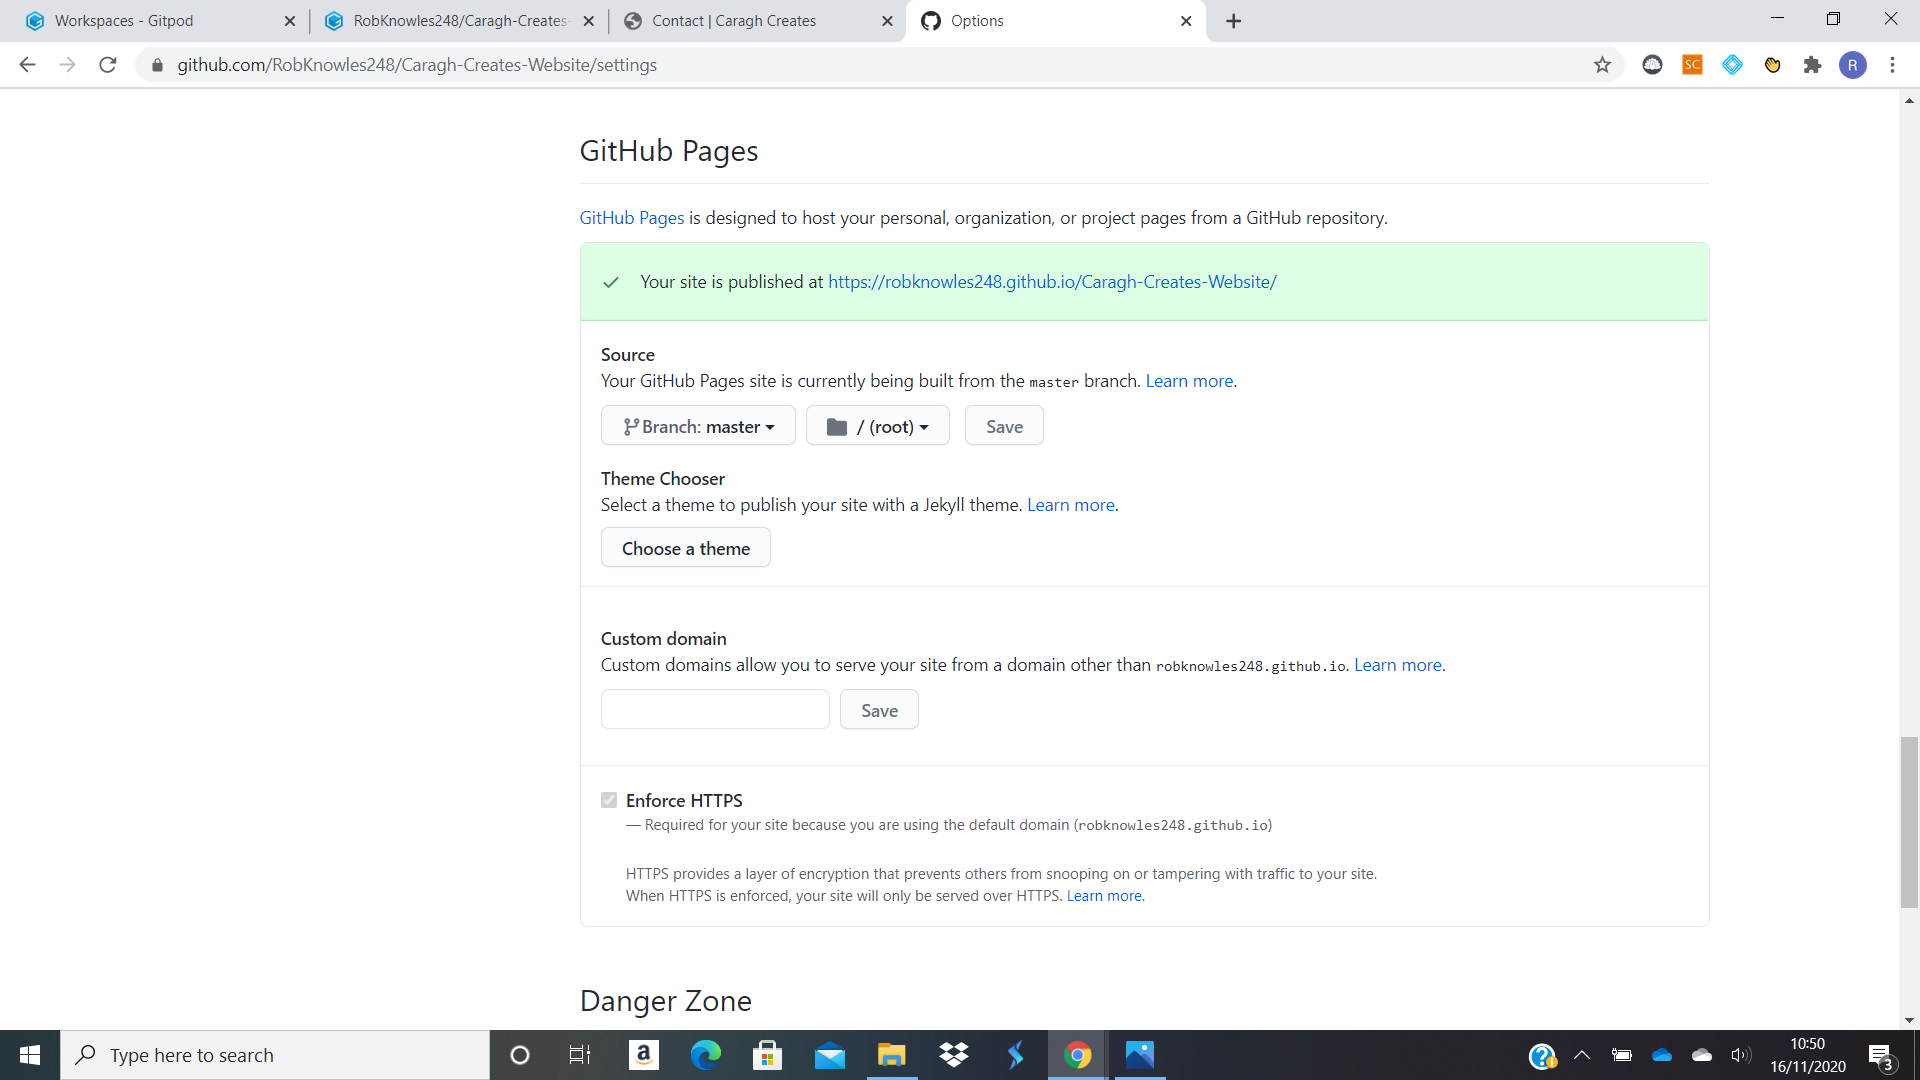 Workspaces - Gitpod
RobKnowles248/Caragh-Creates-
Contact | Caragh Creates
Options
github.com/RobKnowles248/Caragh-Creates-Website/settings
SC
R
GitHub Pages
GitHub Pages is designed to host your personal, organization, or project pages from a GitHub repository.
Your site is published at https://robknowles248.github.io/Caragh-Creates-Website/
Source
Your GitHub Pages site is currently being built from the master branch. Learn more.
Branch: master
/ (root)
Save
Theme Chooser
Select a theme to publish your site with a Jekyll theme. Learn more.
Choose a theme
Custom domain
Custom domains allow you to serve your site from a domain other than robknowles248.github.io. Learn more.
Save
Enforce HTTPS
— Required for your site because you are using the default domain (robknowles248.github.io)
HTTPS provides a layer of encryption that prevents others from snooping on or tampering with traffic to your site.
When HTTPS is enforced, your site will only be served over HTTPS. Learn more.
Danger Zone
Type here to search
a
10:50
16/11/2020
3